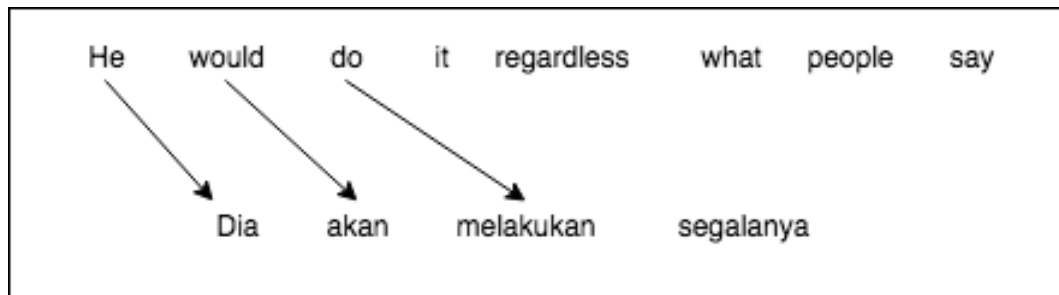 He would do it regardless what people say
Dia akan melakukan segalanya